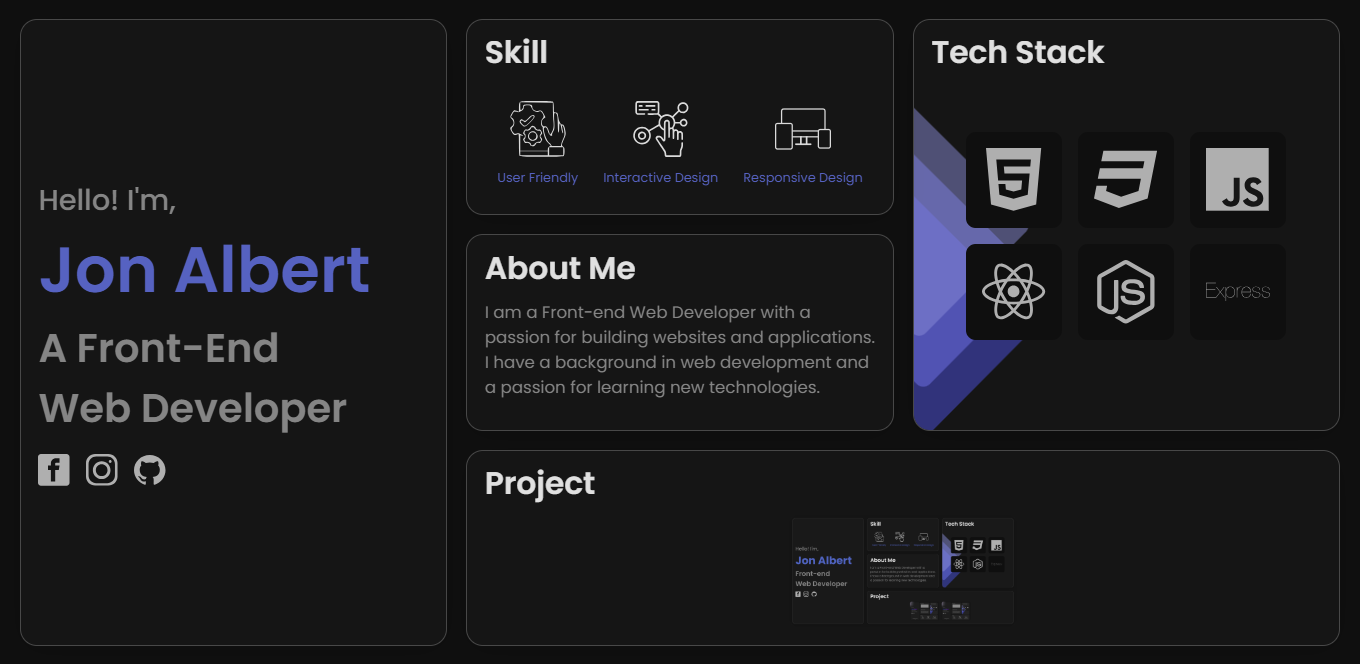 Hello! I'm,
Jon Albert
A Front-End
Web Developer
Skill
User Friendly
Interactive Design
Responsive Design
About Me
I am a Front-end Web Developer with a
passion for building websites and applications.
I have a background in web development and
a passion for learning new technologies.
Tech Stack
JS
JS
Express
Project
Hello! I'm,
Jon Albert
Front-end
Web Developer
Skill
About Me
Tech Stack
JS
Project